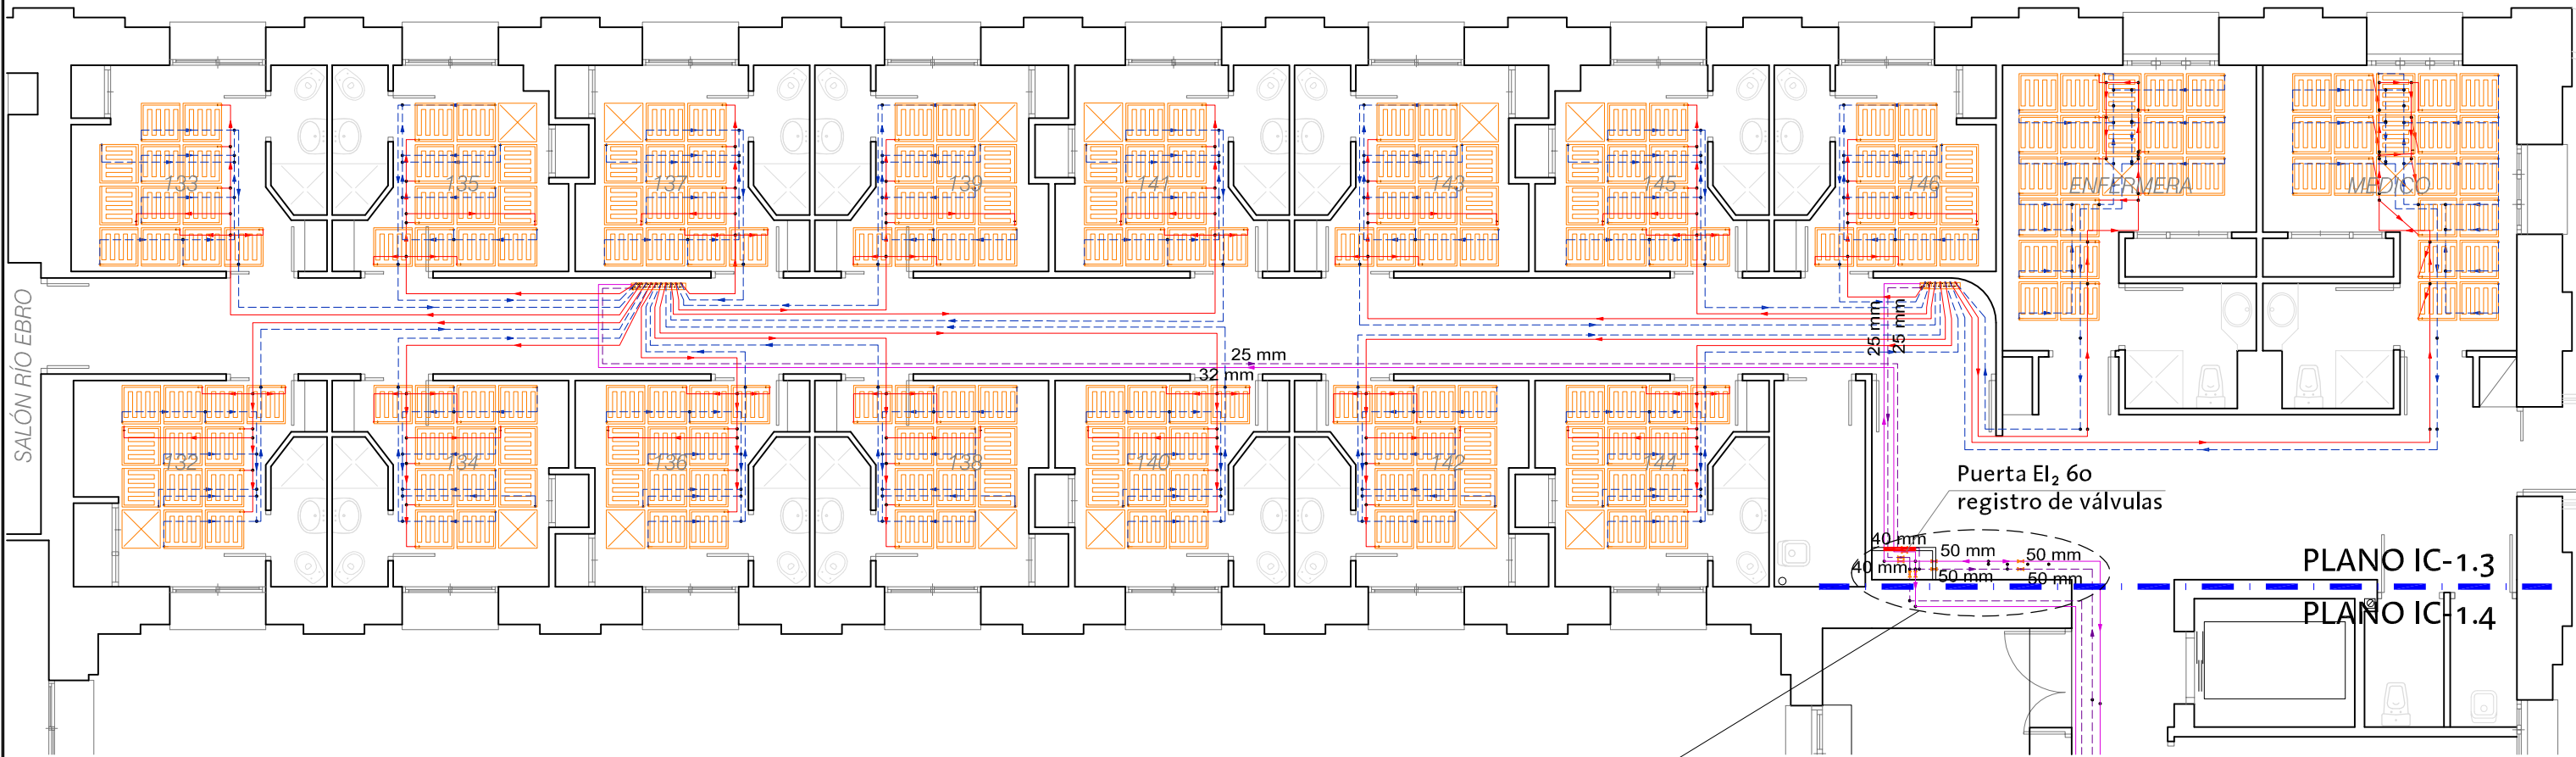 133
135
137
139
141
143
145
146
ENFERMERA
MEDICO
SALÓN RÍO EBRO
25 mm
25 mm
25 mm
32 mm
132
134
136
138
140
142
144
Puerta EI₂ 60
registro de válvulas
40 mm
50 mm
50 mm
40 mm
50 mm
50 mm
PLANO IC-1.3
PLANO IC-1.4